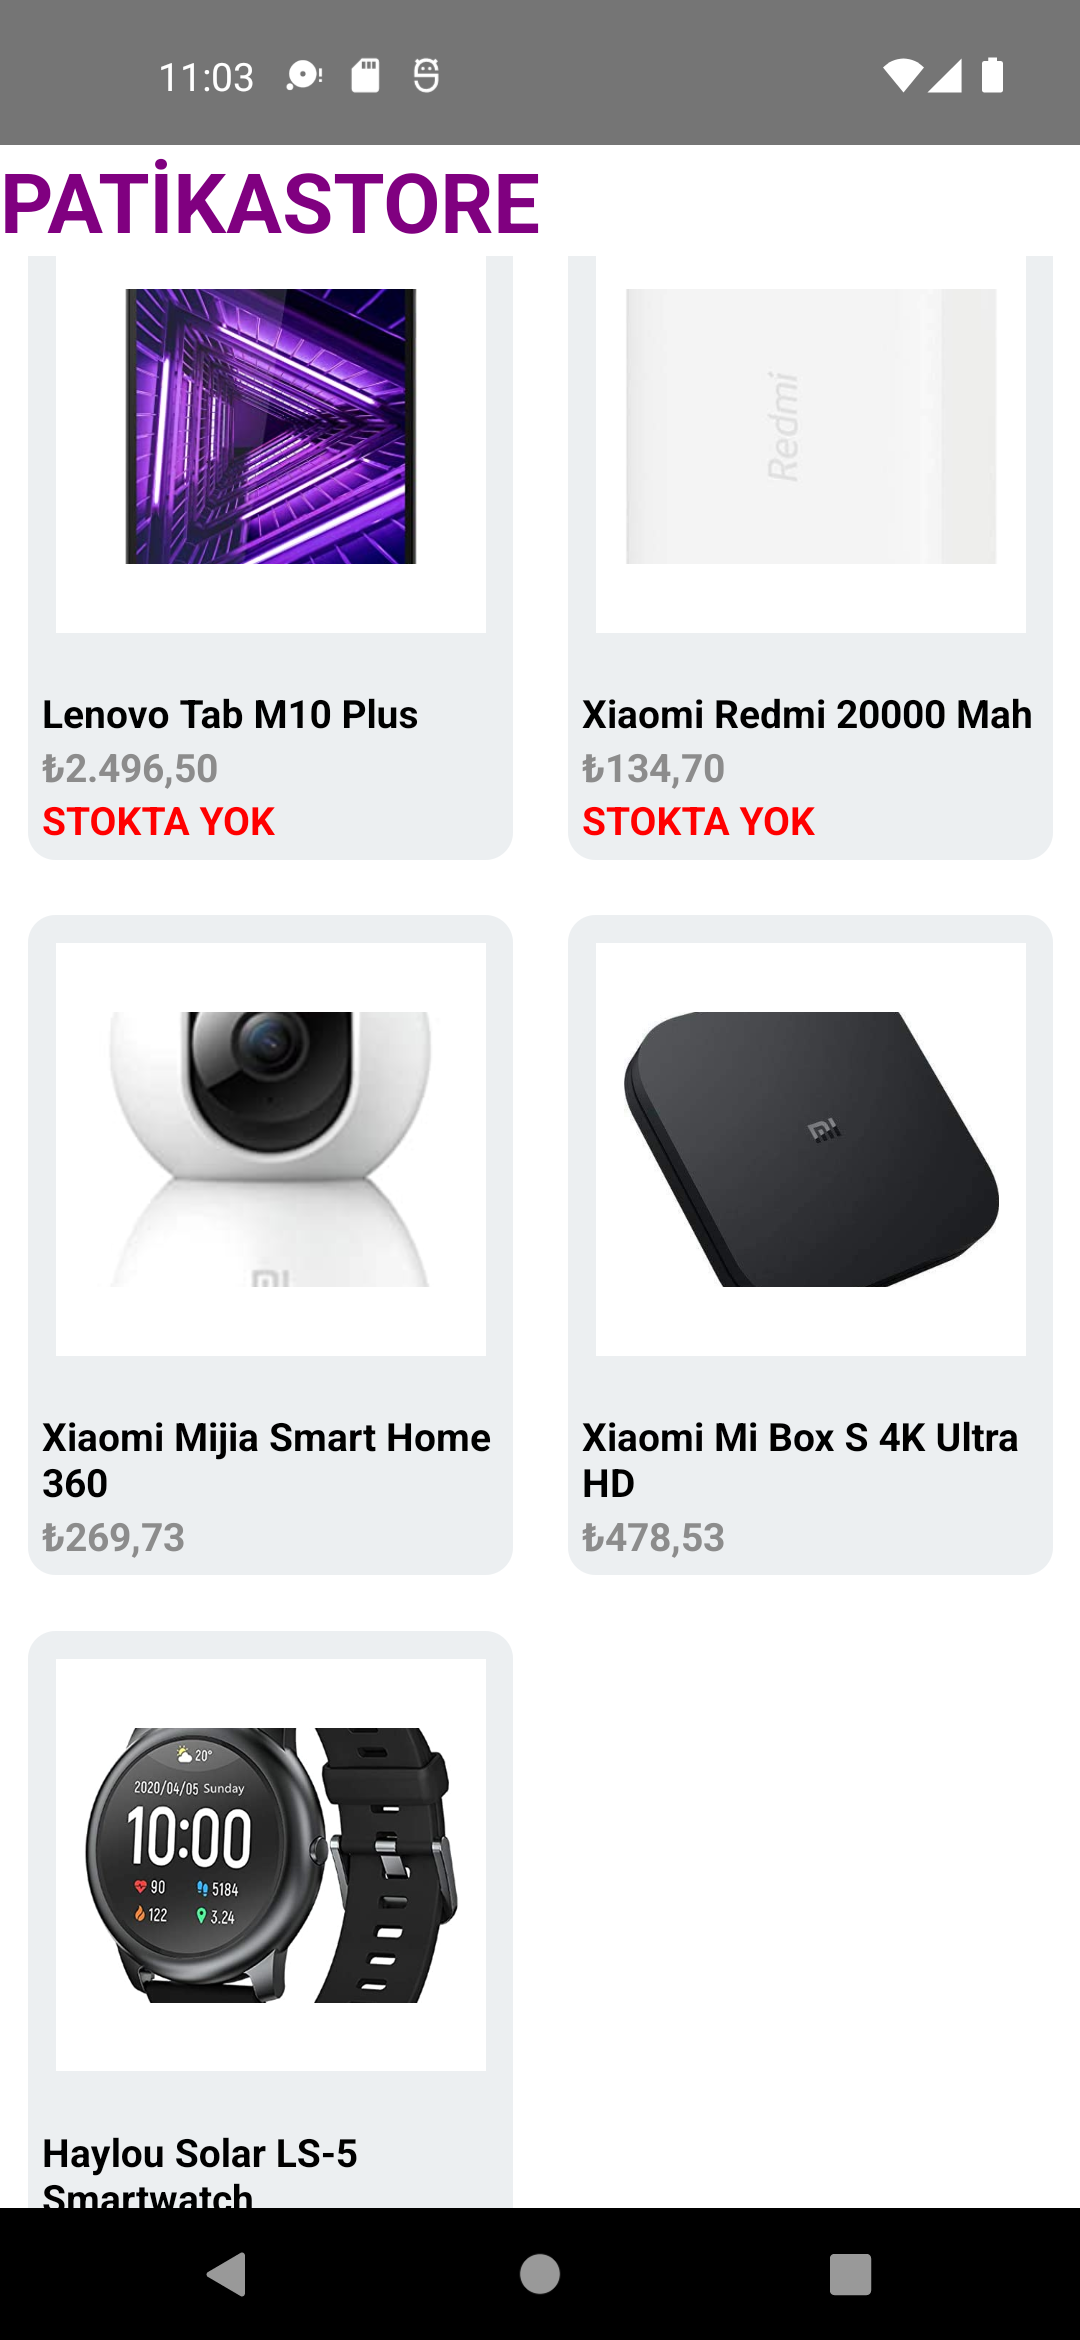 11:03
PATİKASTORE
Redmi
Lenovo Tab M10 Plus
₺2.496,50
STOKTA YOK
Xiaomi Redmi 20000 Mah
₺134,70
STOKTA YOK
Xiaomi Mijia Smart Home
360
₺269,73
Xiaomi Mi Box S 4K Ultra
HD
₺478,53
20°
2020/04/05 Sunday
10:00
90 5184
122 3.24
Haylou Solar LS-5
Smartwatch